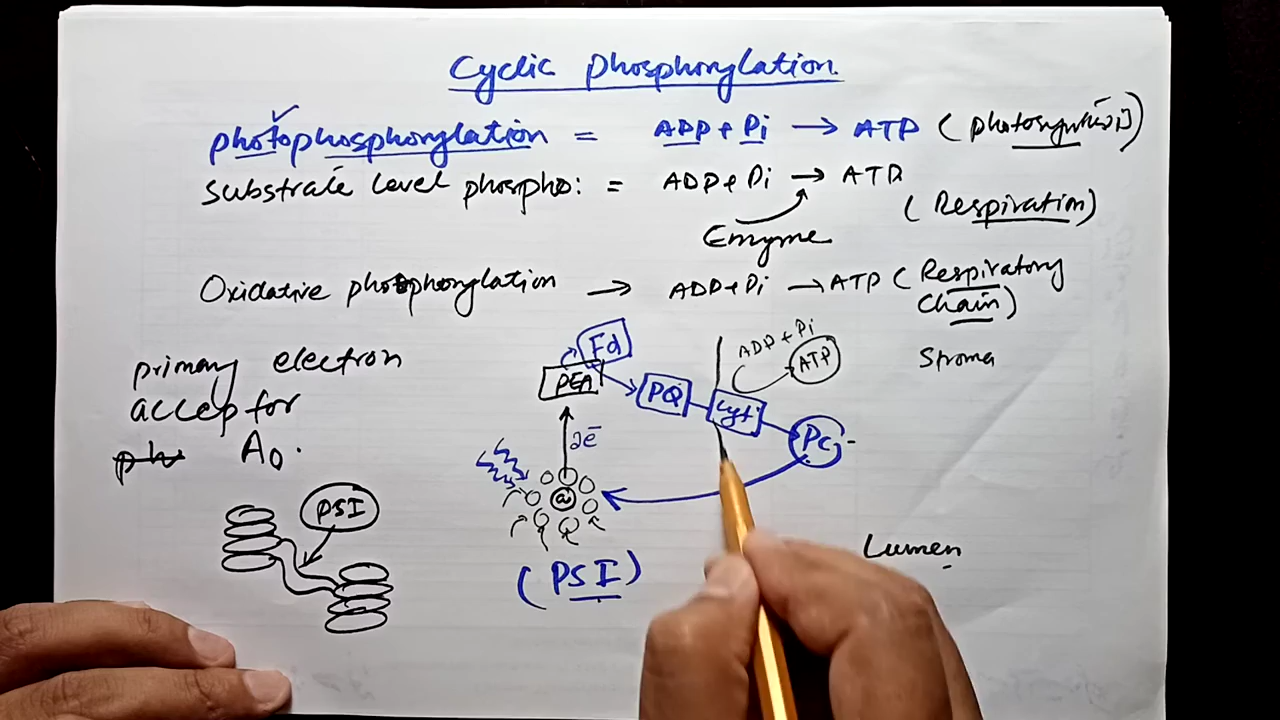 Cyclic phosphorylation
photophosphorylation = ADP + Pi → ATP (photosynthesis)
Substrate level phospho: = ADP + Pi → ATP
(Respiration)
Enzyme
Oxidative photophorylation → ADP + Pi → ATP (Respiratory
Chain)
primary electron
acceptor
A0.
PSI
Fd
PEA
2e̅
PQ
Cyt
ADP + Pi
ATP
PC
a
(PSI)
Stroma
Lumen